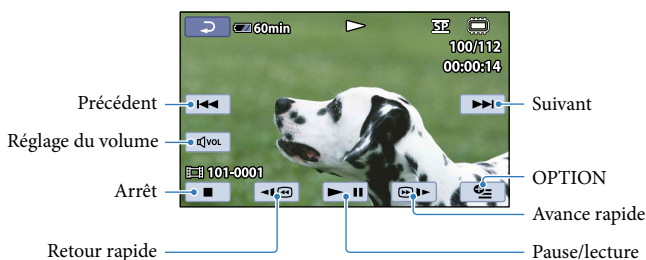 60min
SP
100/112
00:00:14
Précédent
Suivant
Réglage du volume
VOL
101-0001
Arrêt
OPTION
Avance rapide
Retour rapide
Pause/lecture